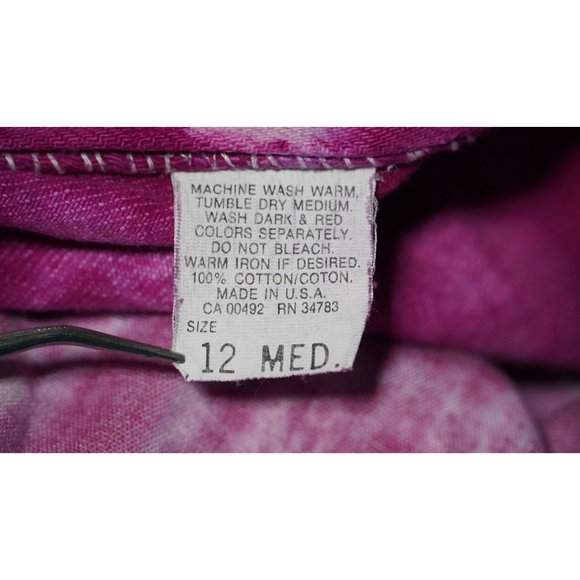 MACHINE WASH WARM,
TUMBLE DRY MEDIUM.
WASH DARK & RED
COLORS SEPARATELY.
DO NOT BLEACH.
WARM IRON IF DESIRED.
100% COTTON/COTON.
MADE IN U.S.A.
CA 00492 RN 34783
SIZE
12 MED.